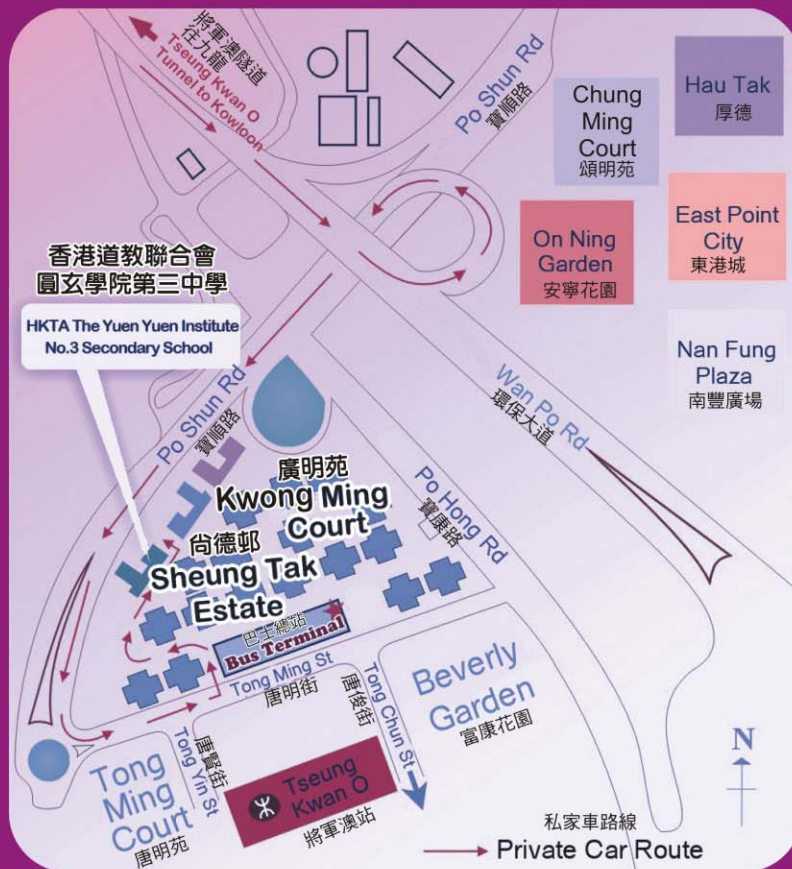 將軍澳隧道
往九龍
Tseung Kwan O
Tunnel to Kowloon
Po Shun Rd
寶順路
Chung
Ming
Court
頌明苑
Hau Tak
厚德
On Ning
Garden
安寧花園
East Point
City
東港城
Nan Fung
Plaza
南豐廣場
香港道教聯合會
圓玄學院第三中學
HKTA The Yuen Yuen Institute
No.3 Secondary School
Po Shun Rd
寶順路
Wan Po Rd
環保大道
廣明苑
Kwong Ming
Court
Po Hong Rd
寶康路
尚德邨
Sheung Tak
Estate
巴士總站
Bus Terminal
Tong Ming St
唐明街
Tong Chun St
唐俊街
Beverly
Garden
富康花園
Tong Yin St
唐賢街
Tong
Ming
Court
唐明苑
Tseung
Kwan O
將軍澳站
N
私家車路線
Private Car Route